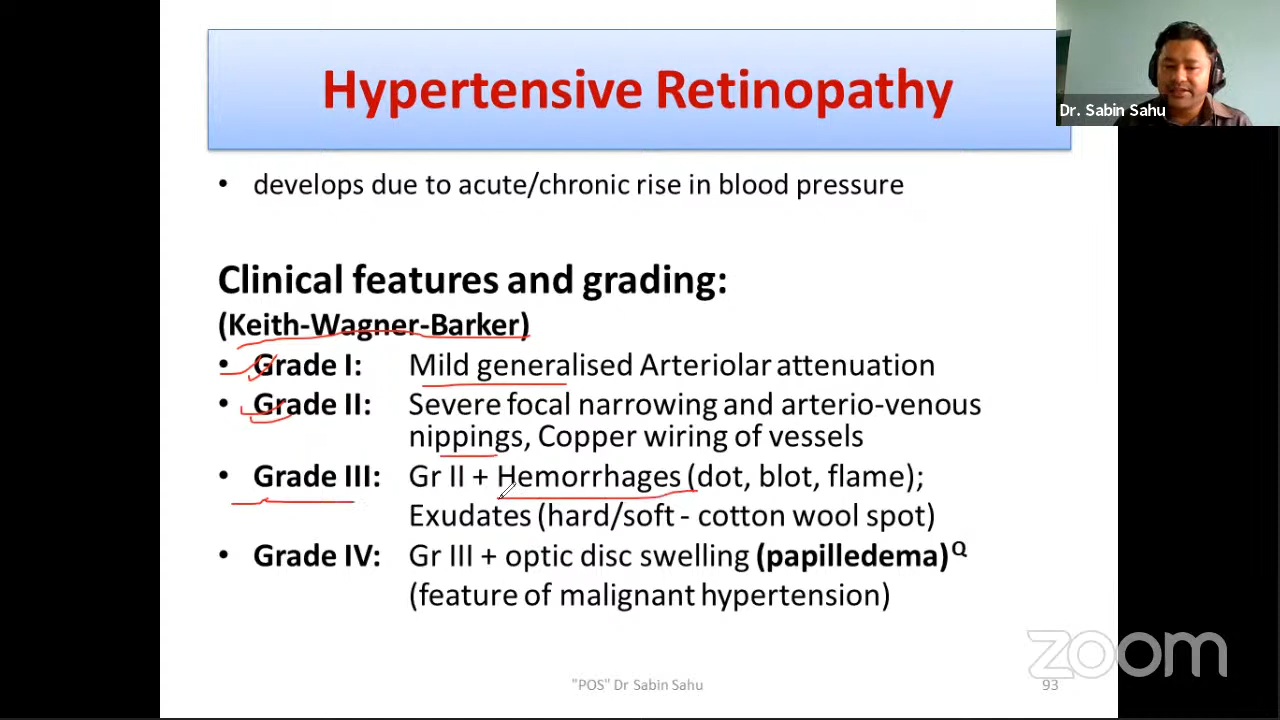 Hypertensive Retinopathy
Dr. Sabin Sahu
• develops due to acute/chronic rise in blood pressure
Clinical features and grading:
(Keith-Wagner-Barker)
• Grade I: Mild generalised Arteriolar attenuation
• Grade II: Severe focal narrowing and arterio-venous
nippings, Copper wiring of vessels
• Grade III: Gr II + Hemorrhages (dot, blot, flame);
Exudates (hard/soft - cotton wool spot)
• Grade IV: Gr III + optic disc swelling (papilledema)Q
(feature of malignant hypertension)
zoom
"POS" Dr Sabin Sahu 93